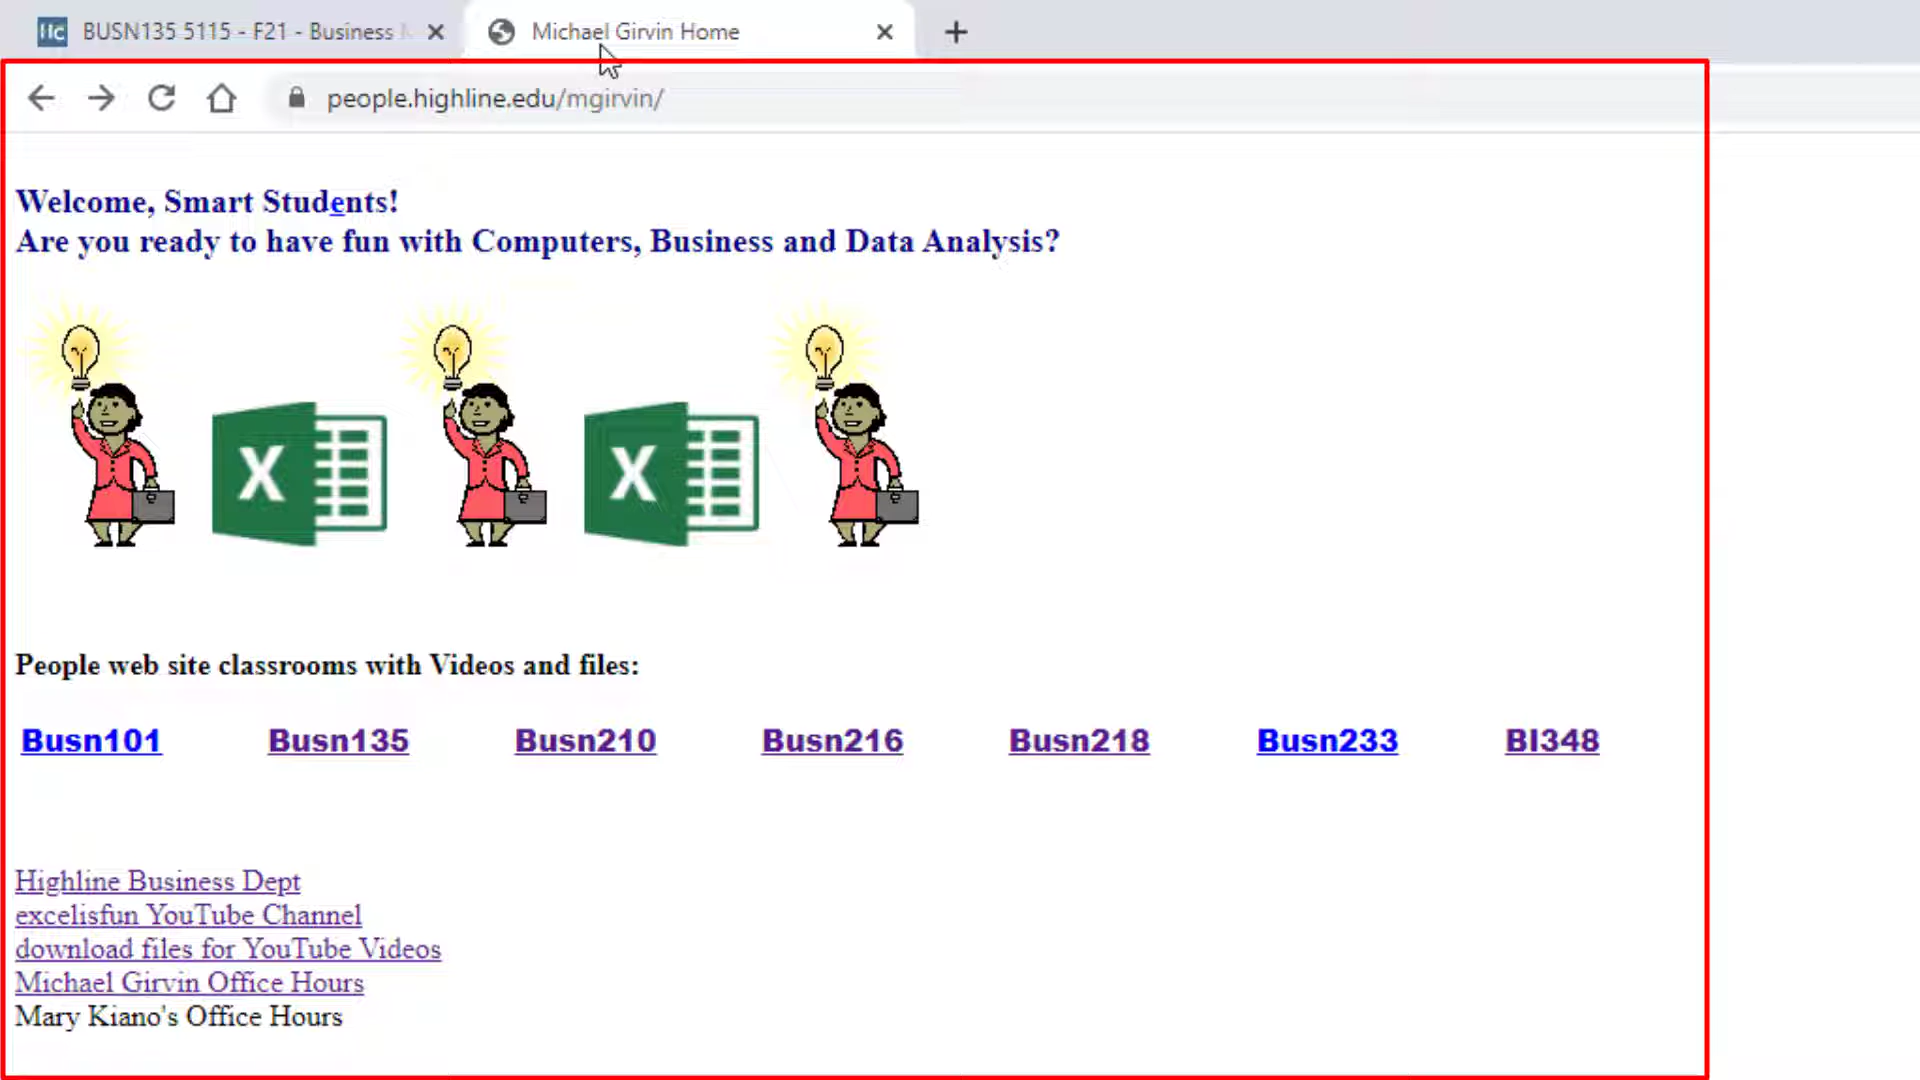 BUSN135 5115 - F21 - Business
Michael Girvin Home
people.highline.edu/mgirvin/
Welcome, Smart Students!
Are you ready to have fun with Computers, Business and Data Analysis?
X X
People web site classrooms with Videos and files:
Busn101 Busn135 Busn210 Busn216 Busn218 Busn233 BI348
Highline Business Dept
excelisfun YouTube Channel
download files for YouTube Videos
Michael Girvin Office Hours
Mary Kiano's Office Hours